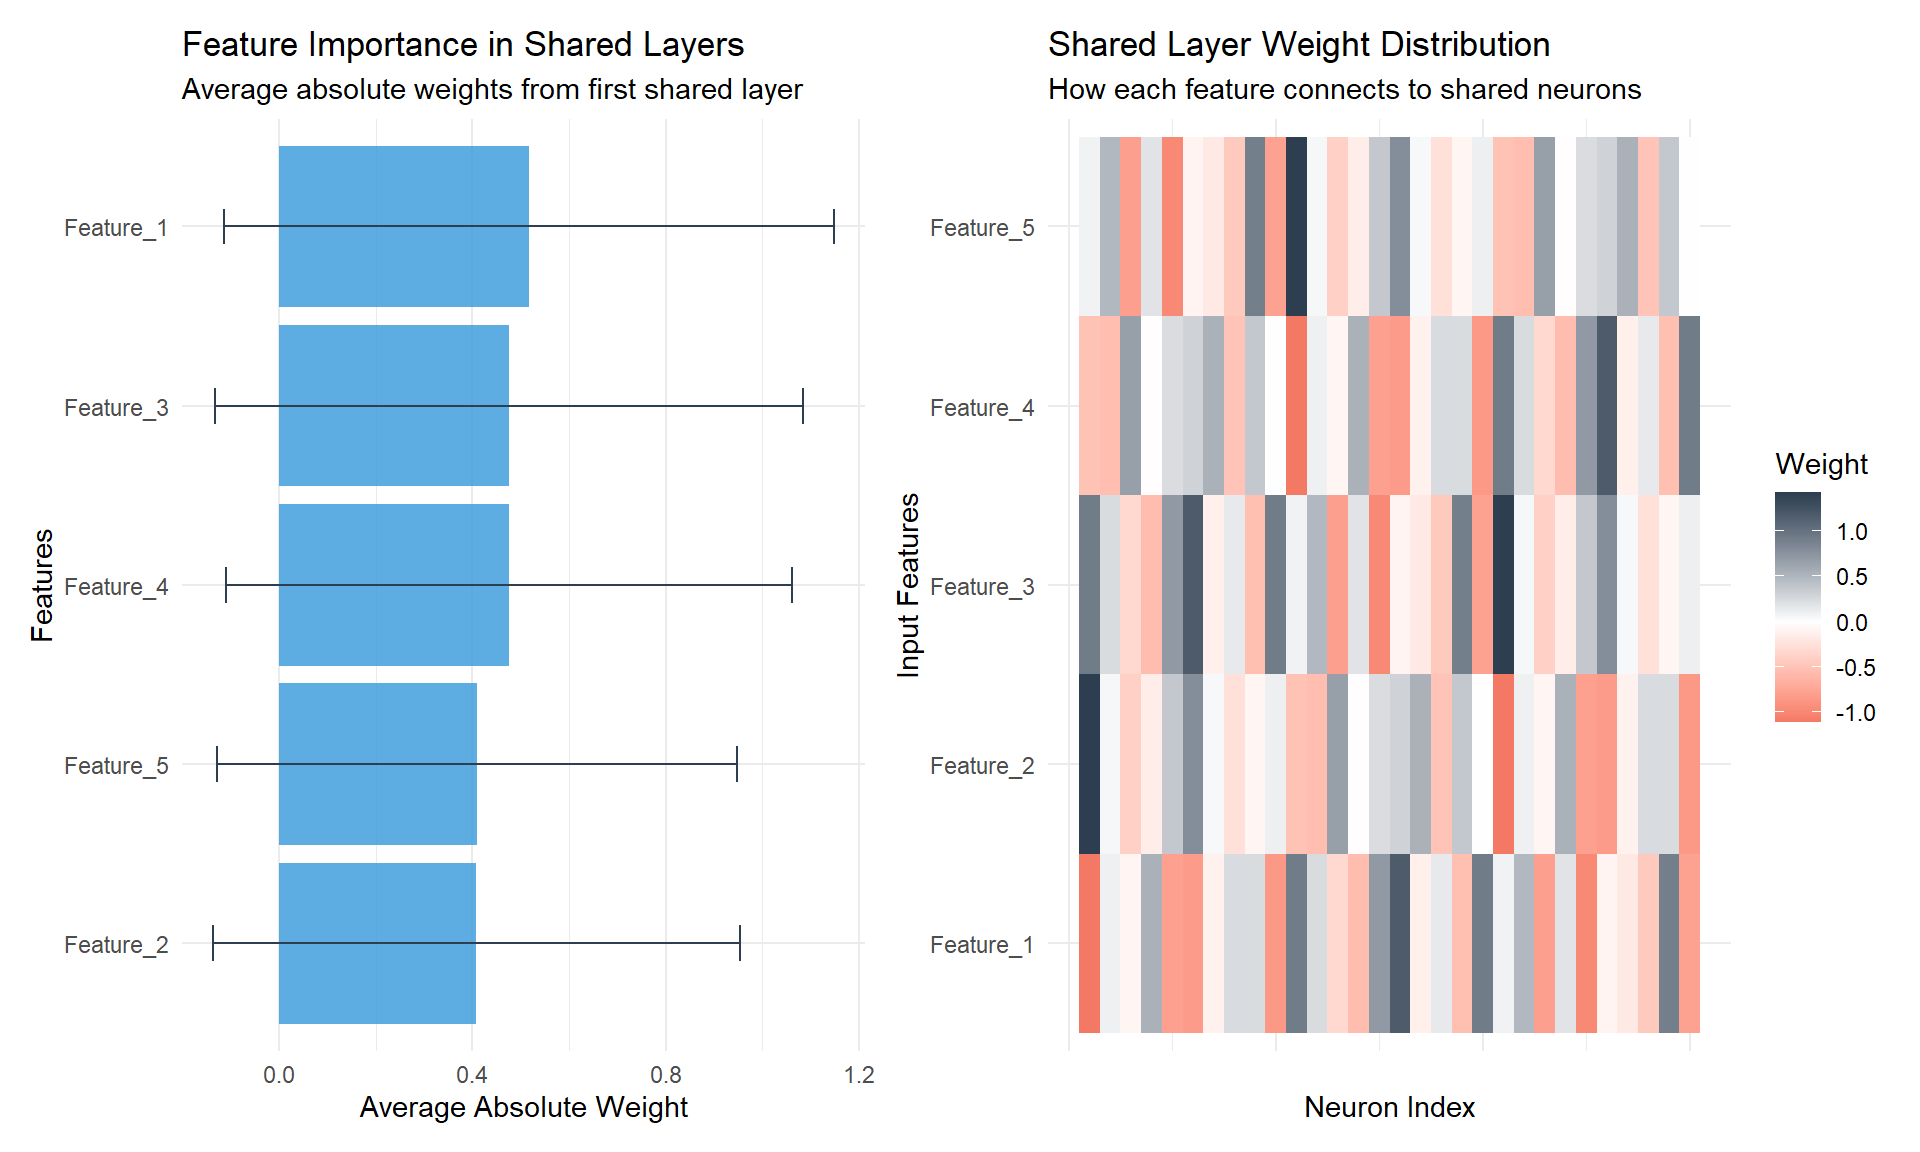 Feature Importance in Shared Layers
Average absolute weights from first shared layer
Features
Feature_1
Feature_3
Feature_4
Feature_5
Feature_2
0.0
0.4
0.8
1.2
Average Absolute Weight
Shared Layer Weight Distribution
How each feature connects to shared neurons
Input Features
Feature_5
Feature_4
Feature_3
Feature_2
Feature_1
Neuron Index
Weight
1.0
0.5
0.0
-0.5
-1.0